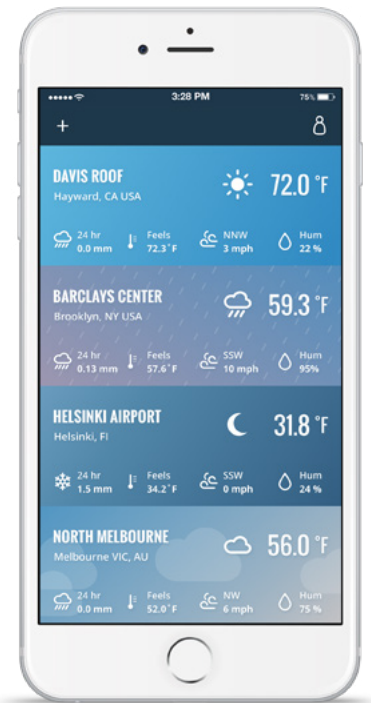 3:28 PM
75%
+
DAVIS ROOF
Hayward, CA USA
72.0 °F
24 hr Feels NNW Hum
0.0 mm 72.3°F 3 mph 22 %
BARCLAYS CENTER
Brooklyn, NY USA
59.3 °F
24 hr Feels SSW Hum
0.13 mm 57.6°F 10 mph 95%
HELSINKI AIRPORT
Helsinki, FI
31.8 °F
24 hr Feels SSW Hum
1.5 mm 34.2°F 0 mph 24 %
NORTH MELBOURNE
Melbourne VIC, AU
56.0 °F
24 hr Feels NW Hum
0.0 mm 52.0°F 6 mph 75 %